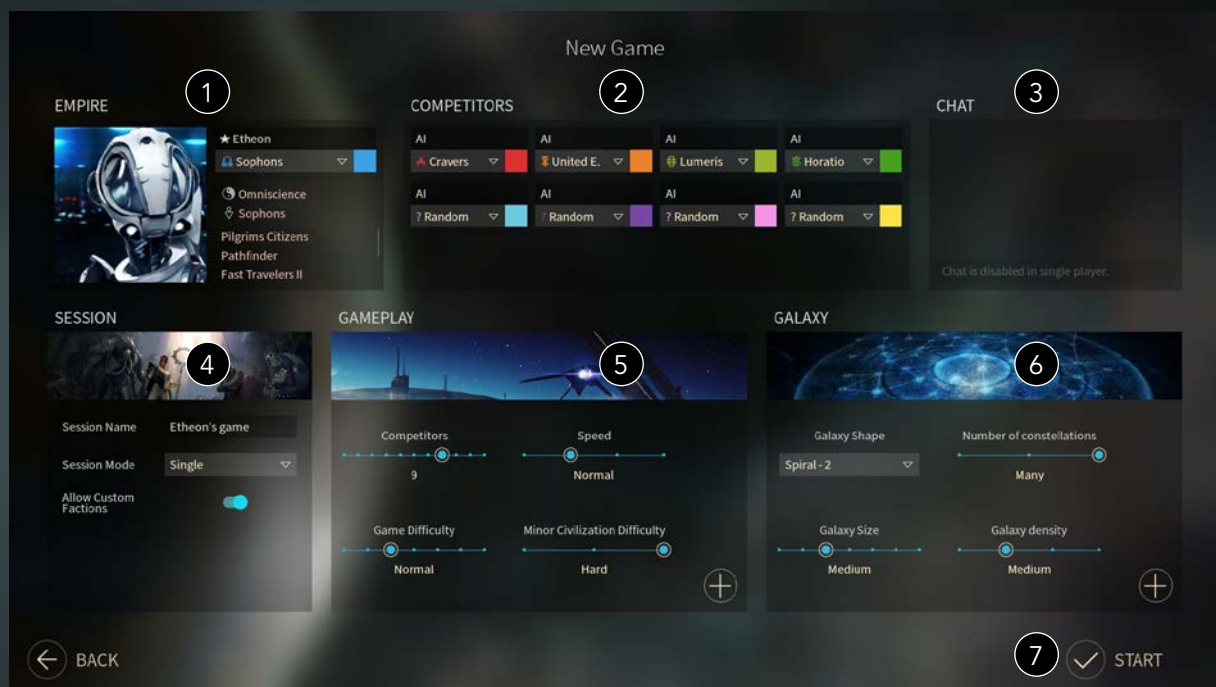 New Game
1
2
3
EMPIRE
COMPETITORS
CHAT
★ Etheon
Sophons
Omniscience
Sophons
Pilgrims Citizens
Pathfinder
Fast Travelers II
AI
AI
AI
AI
Cravers
United E.
Lumeris
Horatio
AI
AI
AI
AI
? Random
? Random
? Random
? Random
Chat is disabled in single player.
SESSION
GAMEPLAY
GALAXY
4
5
6
Session Name
Etheon's game
Session Mode
Single
Allow Custom
Factions
Competitors
9
Speed
Normal
Game Difficulty
Normal
Minor Civilization Difficulty
Hard
Galaxy Shape
Spiral - 2
Number of constellations
Many
Galaxy Size
Medium
Galaxy density
Medium
BACK
7
START